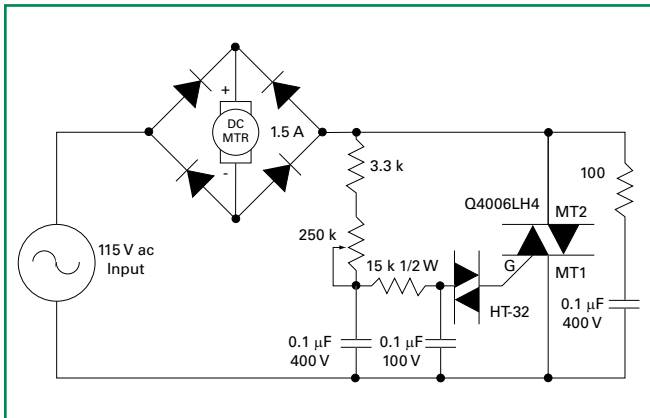 +
DC
MTR
-
1.5 A
3.3 k
250 k
15 k 1/2 W
115 V ac
Input
0.1 μF
400 V
0.1 μF
100 V
HT-32
G
Q4006LH4
MT2
MT1
100
0.1 μF
400 V